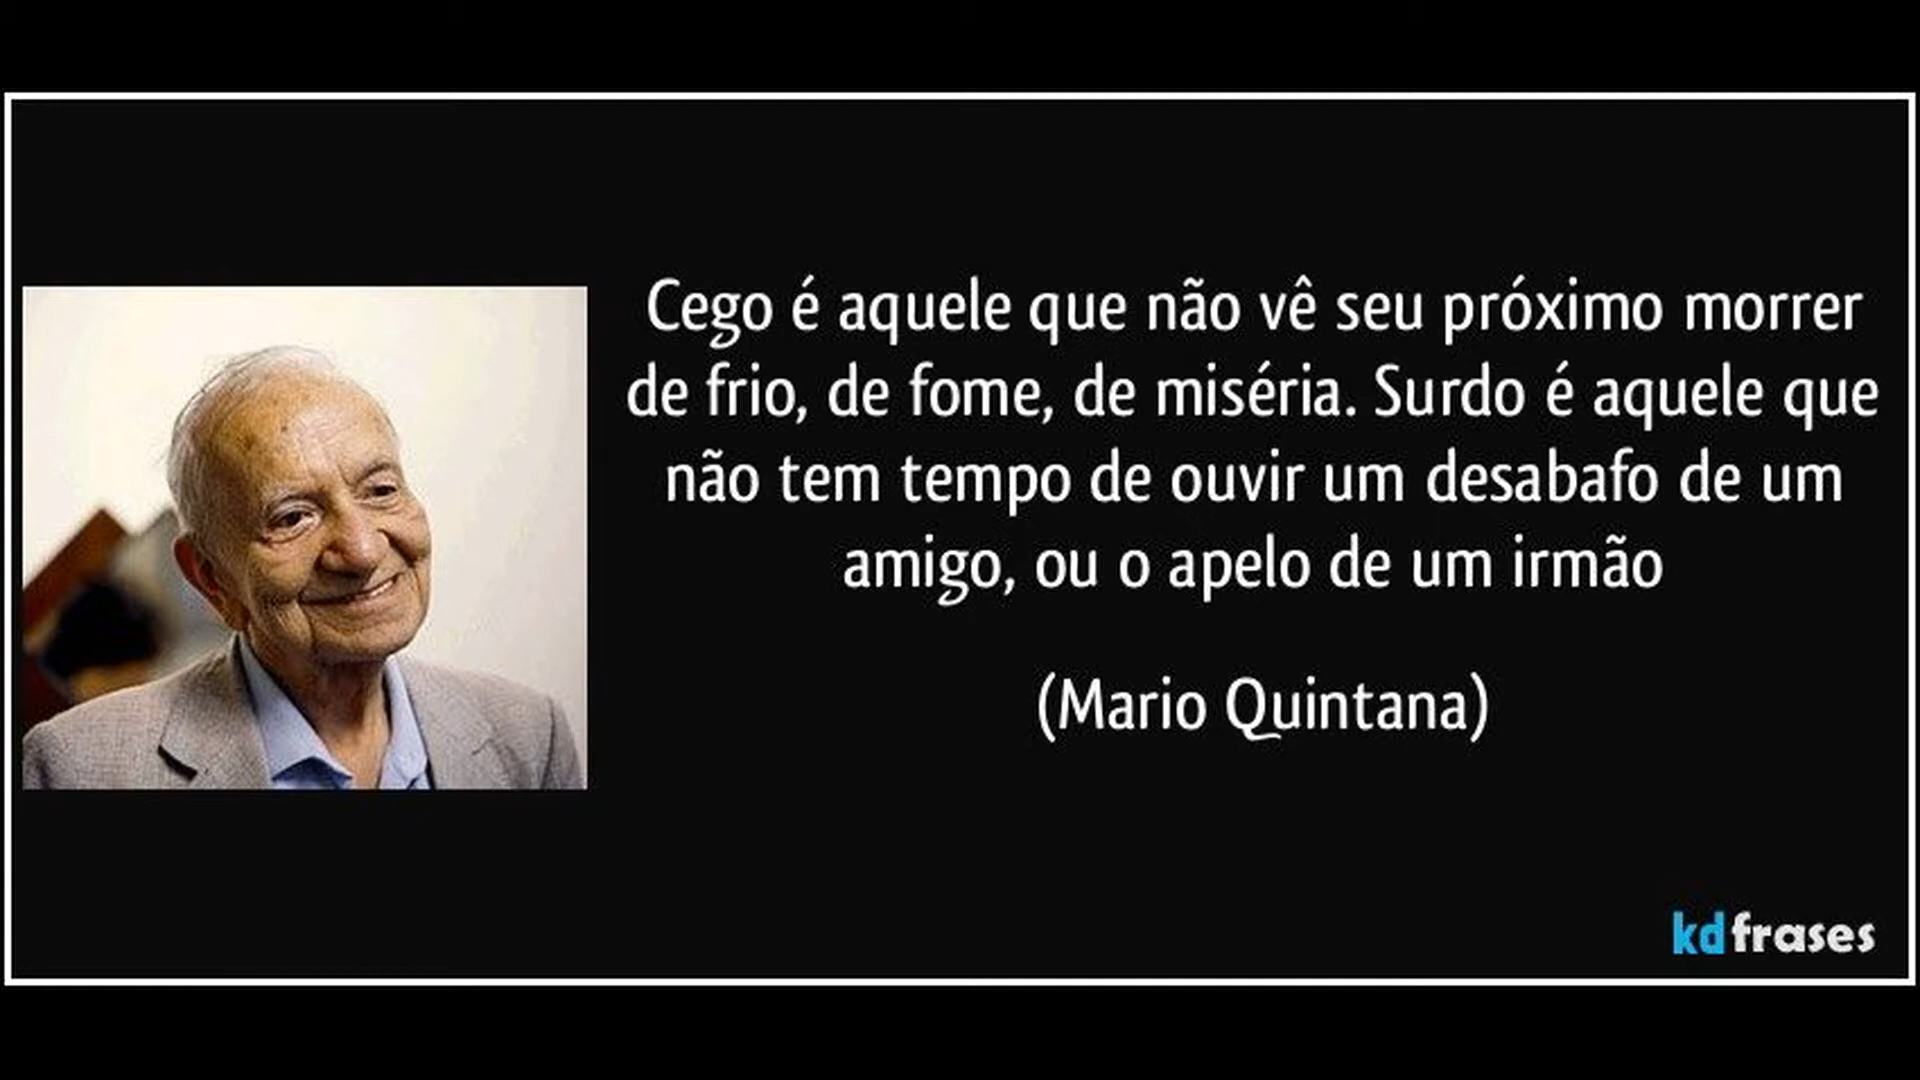 Cego é aquele que não vê seu próximo morrer
de frio, de fome, de miséria. Surdo é aquele que
não tem tempo de ouvir um desabafo de um
amigo, ou o apelo de um irmão
(Mario Quintana)
kdfrases